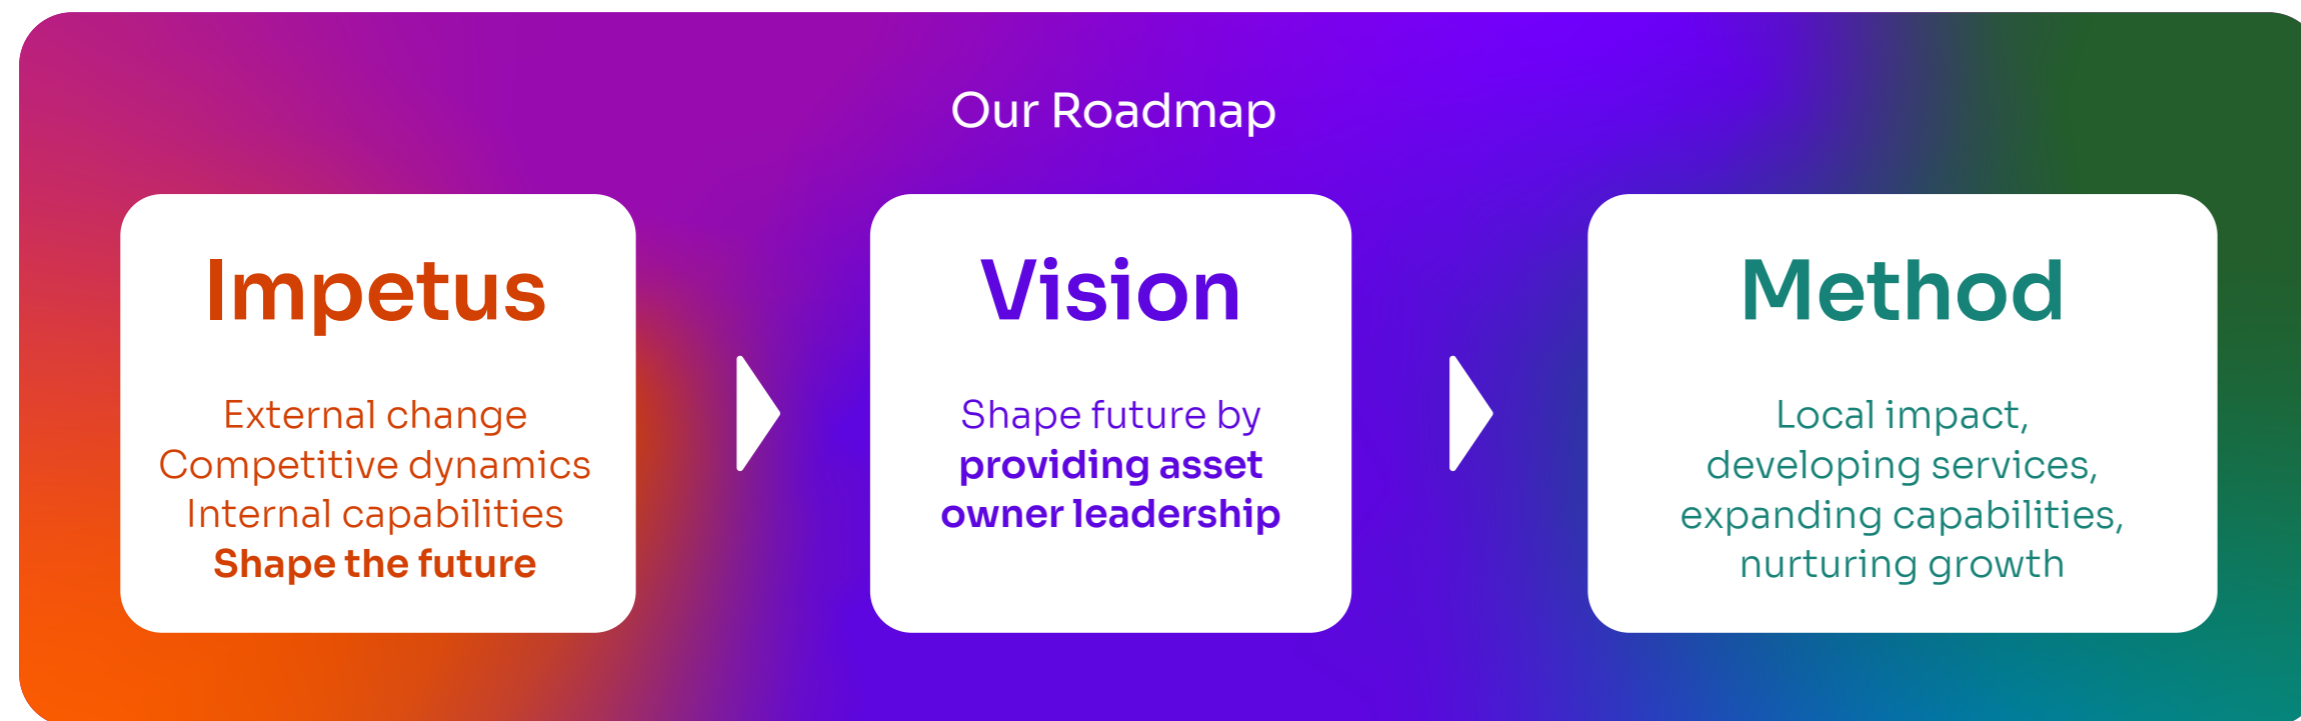 Our Roadmap
Impetus
External change
Competitive dynamics
Internal capabilities
Shape the future
Vision
Shape future by
providing asset
owner leadership
Method
Local impact,
developing services,
expanding capabilities,
nurturing growth